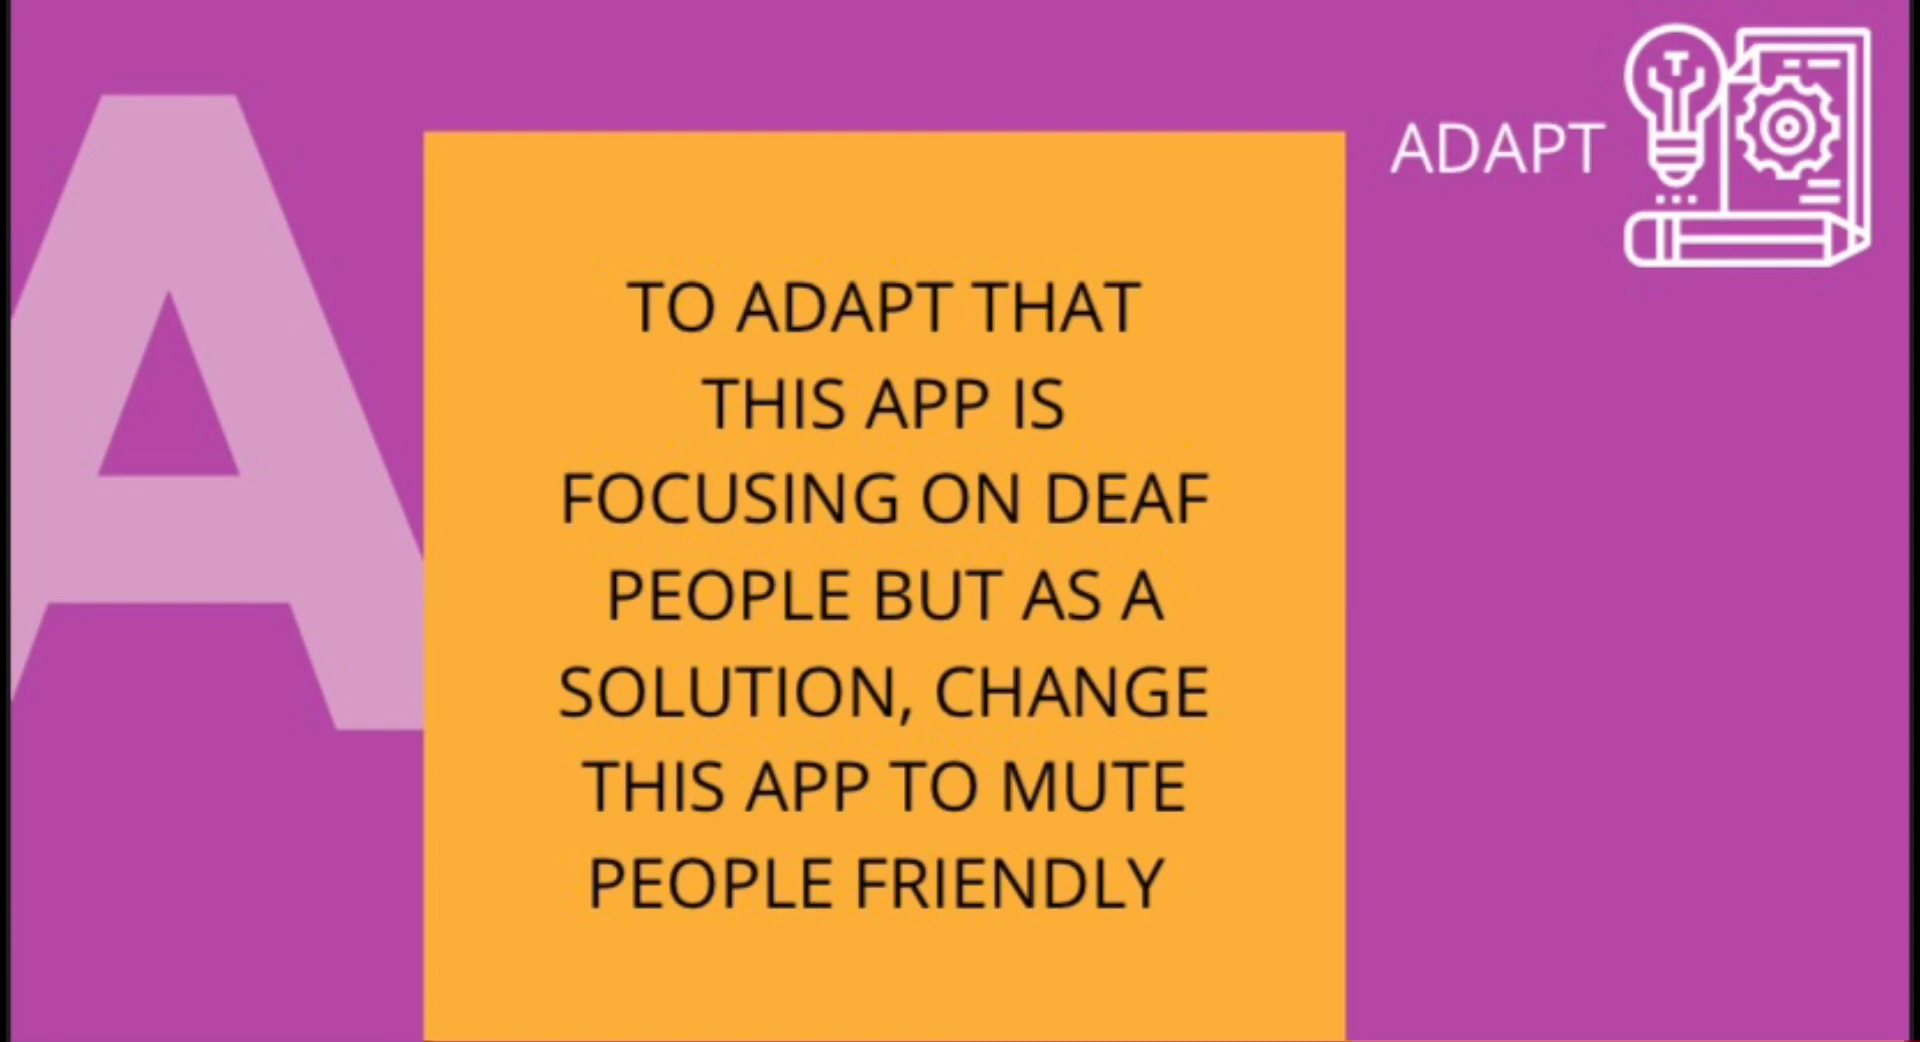 A
ADAPT
TO ADAPT THAT
THIS APP IS
FOCUSING ON DEAF
PEOPLE BUT AS A
SOLUTION, CHANGE
THIS APP TO MUTE
PEOPLE FRIENDLY